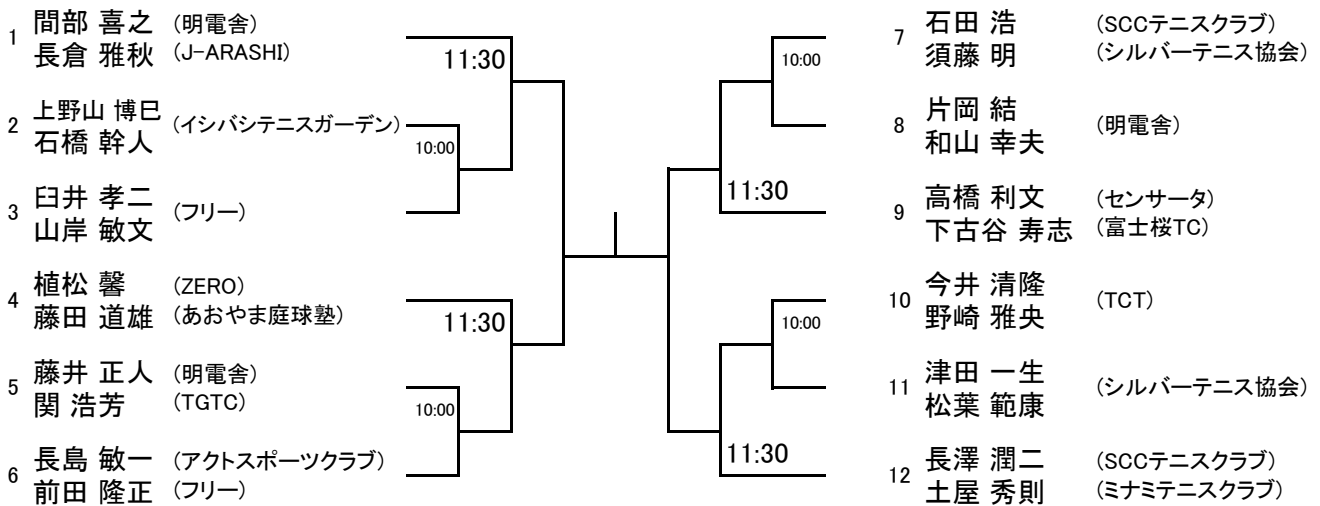 1 間部 喜之 (明電舎)
長倉 雅秋 (J-ARASHI)
11:30
2 上野山 博巳 (イシバシテニスガーデン)
石橋 幹人
10:00
3 臼井 孝二 (フリー)
山岸 敏文
4 植松 馨 (ZERO)
藤田 道雄 (あおやま庭球塾)
11:30
5 藤井 正人 (明電舎)
関 浩芳 (TGTC)
10:00
6 長島 敏一 (アクトスポーツクラブ)
前田 隆正 (フリー)
7 石田 浩 (SCCテニスクラブ)
須藤 明 (シルバーテニス協会)
10:00
8 片岡 結 (明電舎)
和山 幸夫
11:30
9 高橋 利文 (センサータ)
下古谷 寿志 (富士桜TC)
10 今井 清隆 (TCT)
野崎 雅央
10:00
11 津田 一生 (シルバーテニス協会)
松葉 範康
11:30
12 長澤 潤二 (SCCテニスクラブ)
土屋 秀則 (ミナミテニスクラブ)